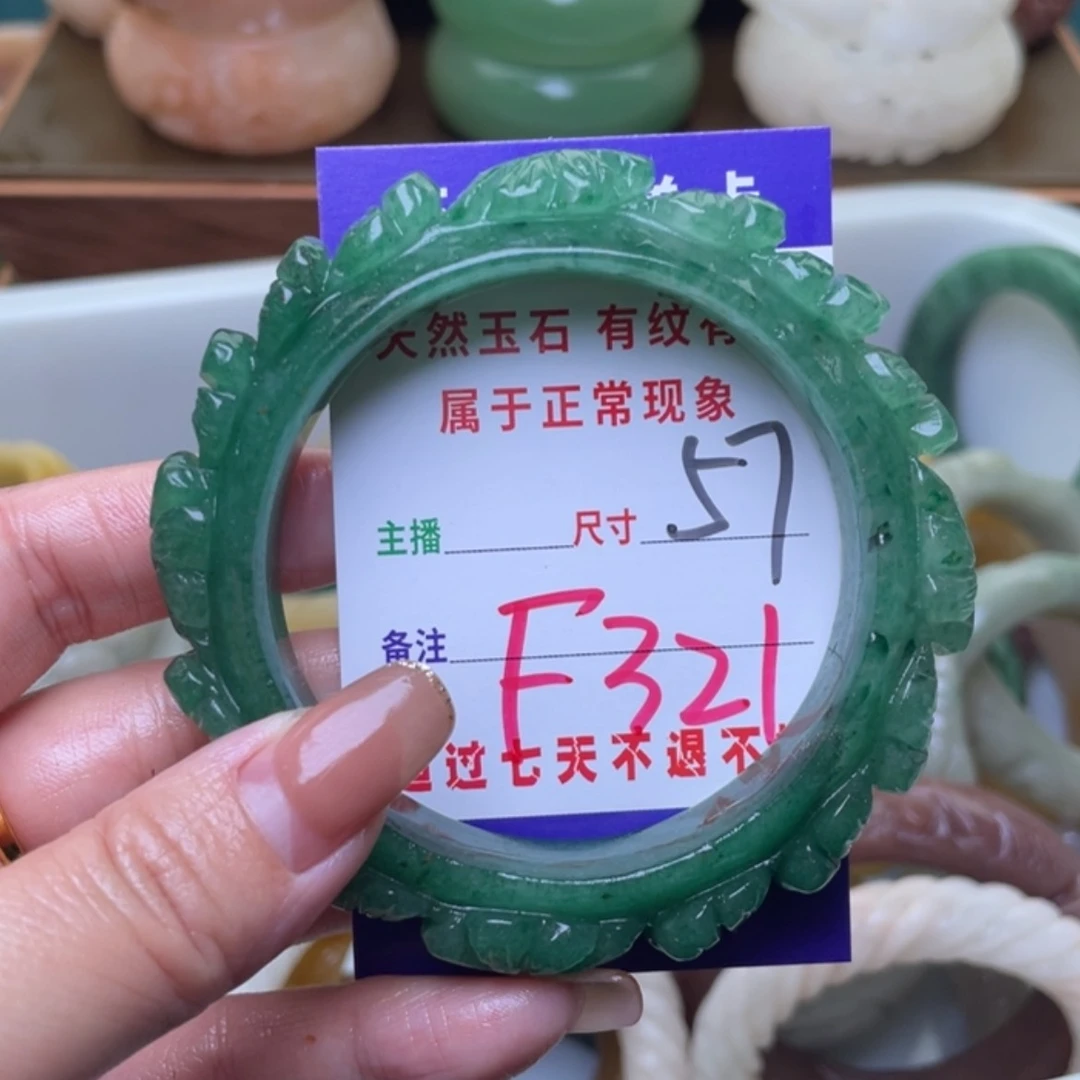 天然玉石 有纹有
属于正常现象
主播 尺寸 57
备注 F321
过七天不退不